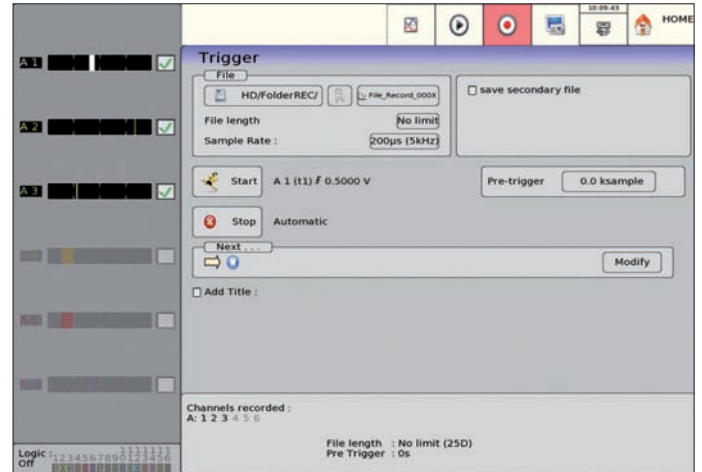 10:09:43
HOME
Trigger
File
HD/FolderREC/ File_Record_000X
File length No limit
Sample Rate : 200µs (5kHz)
save secondary file
Start A 1 (t1) 0.5000 V
Pre-trigger 0.0 ksample
Stop Automatic
Next . . .
Modify
Add Title :
A 1
A 2
A 3
Channels recorded :
A: 1 2 3 4 5 6
File length : No limit (25D)
Pre Trigger : 0s
Logic : 1234567890123456
Off